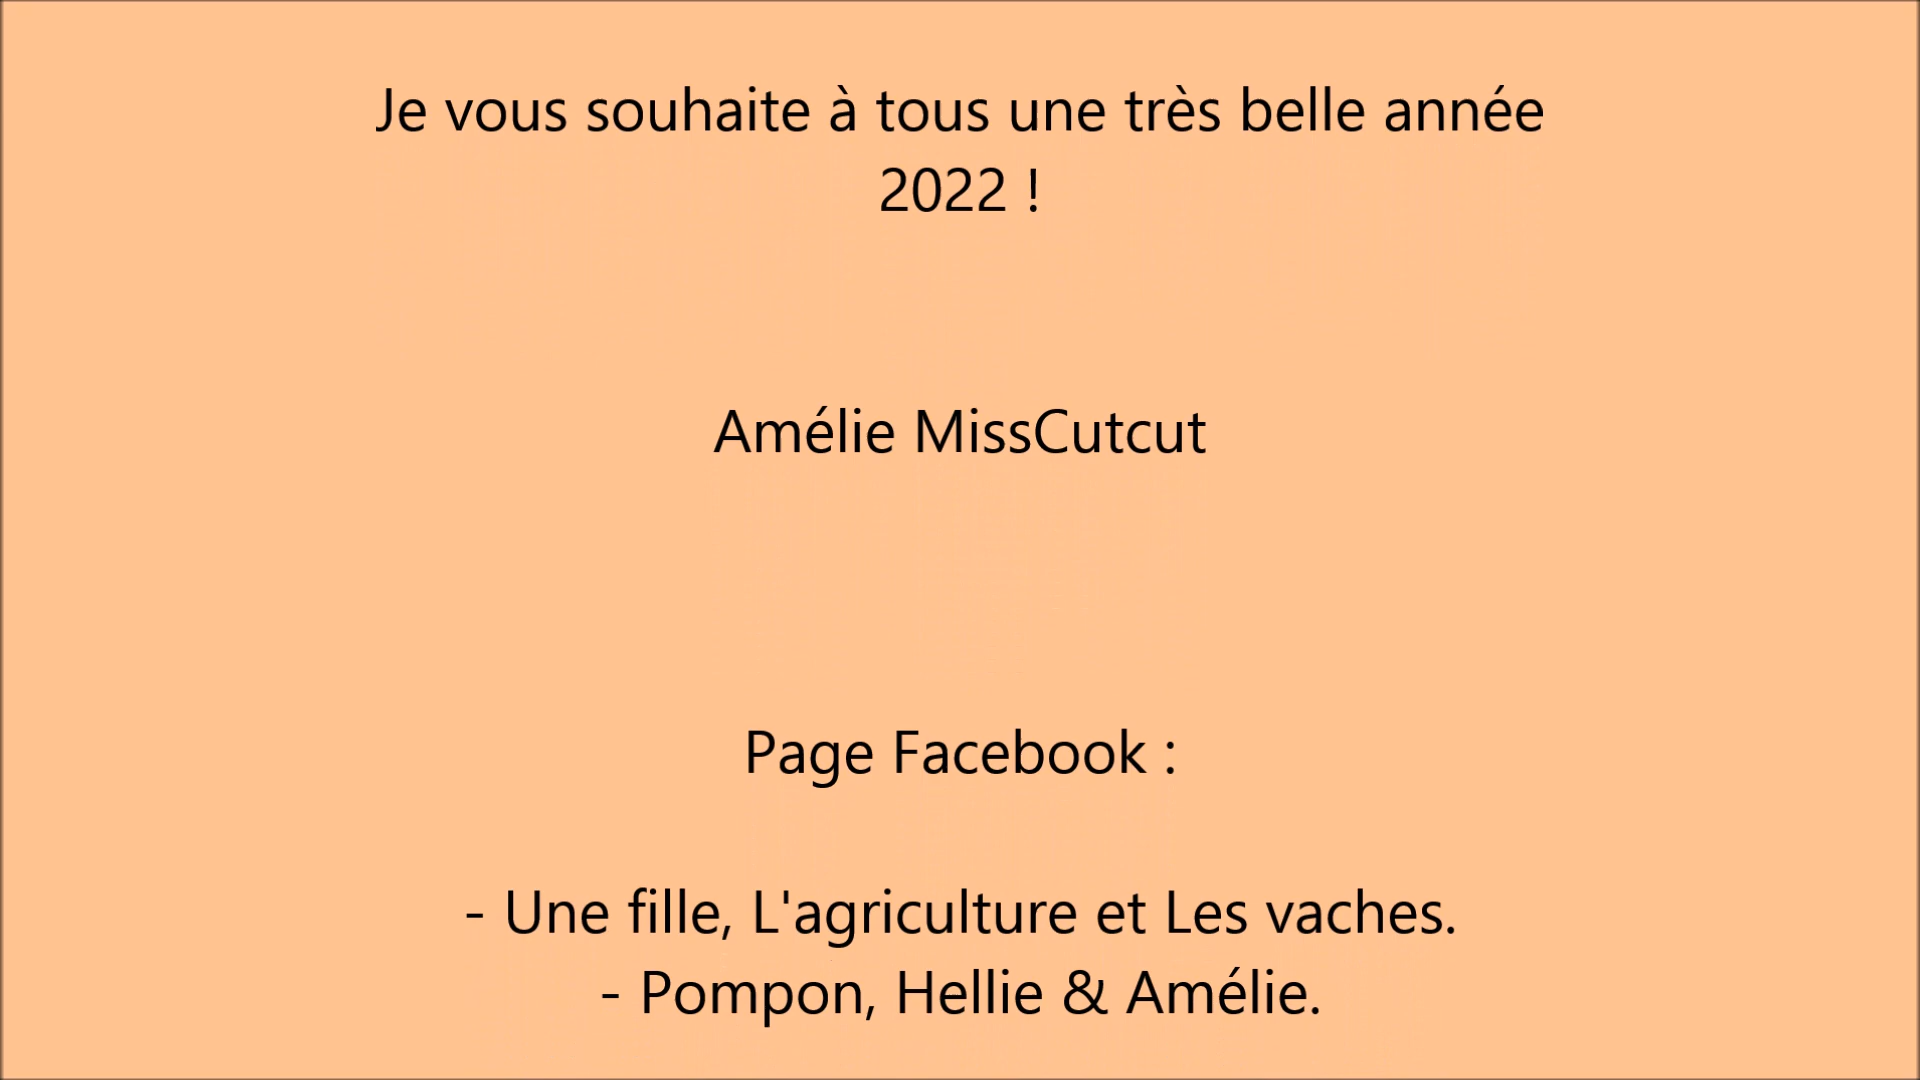 Je vous souhaite à tous une très belle année
2022 !
Amélie MissCutcut
Page Facebook :
- Une fille, L'agriculture et Les vaches.
- Pompon, Hellie & Amélie.